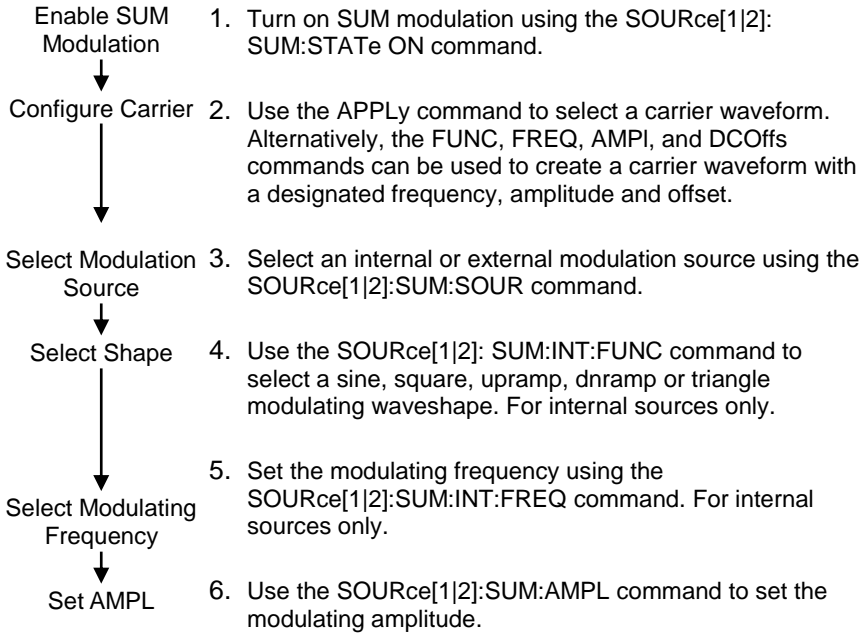 Enable SUM
Modulation
1. Turn on SUM modulation using the SOURce[1|2]:
SUM:STATe ON command.
Configure Carrier
2. Use the APPLy command to select a carrier waveform.
Alternatively, the FUNC, FREQ, AMPl, and DCOffs
commands can be used to create a carrier waveform with
a designated frequency, amplitude and offset.
Select Modulation
Source
3. Select an internal or external modulation source using the
SOURce[1|2]:SUM:SOUR command.
Select Shape
4. Use the SOURce[1|2]: SUM:INT:FUNC command to
select a sine, square, upramp, dnramp or triangle
modulating waveshape. For internal sources only.
Select Modulating
Frequency
5. Set the modulating frequency using the
SOURce[1|2]:SUM:INT:FREQ command. For internal
sources only.
Set AMPL
6. Use the SOURce[1|2]:SUM:AMPL command to set the
modulating amplitude.